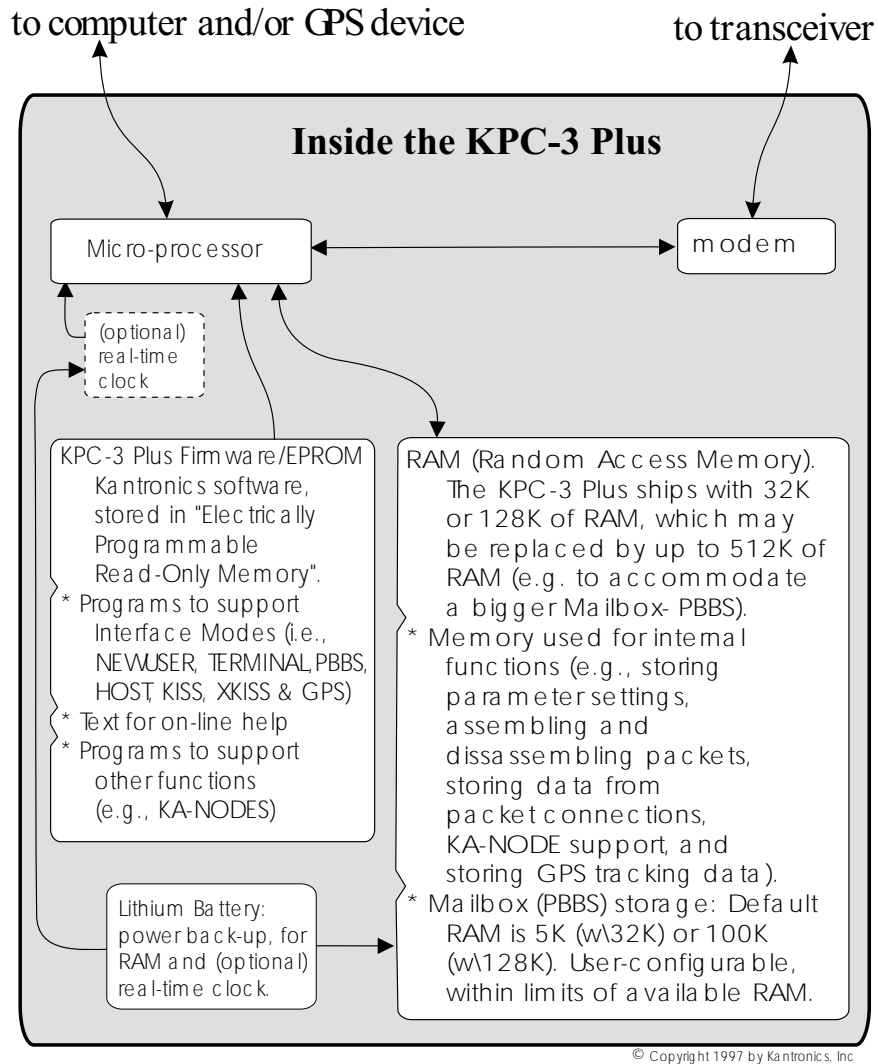 to computer and/or GPS device
to transceiver
Inside the KPC-3 Plus
Micro-processor
modem
(optional)
real-time
clock
KPC-3 Plus Firmware/EPROM
Kantronics software,
stored in "Electrically
Programmable
Read-Only Memory".
* Programs to support
Interface Modes (i.e.,
NEWUSER, TERMINAL,PBBS,
HOST, KISS, XKISS & GPS)
* Text for on-line help
* Programs to support
other functions
(e.g., KA-NODES)
RAM (Random Access Memory).
The KPC-3 Plus ships with 32K
or 128K of RAM, which may
be replaced by up to 512K of
RAM (e.g. to accommodate
a bigger Mailbox- PBBS).
* Memory used for internal
functions (e.g., storing
parameter settings,
assembling and
dissassembling packets,
storing data from
packet connections,
KA-NODE support, and
storing GPS tracking data).
* Mailbox (PBBS) storage: Default
RAM is 5K (w\32K) or 100K
(w\128K). User-configurable,
within limits of available RAM.
Lithium Battery:
power back-up, for
RAM and (optional)
real-time clock.
© Copyright 1997 by Kantronics, Inc